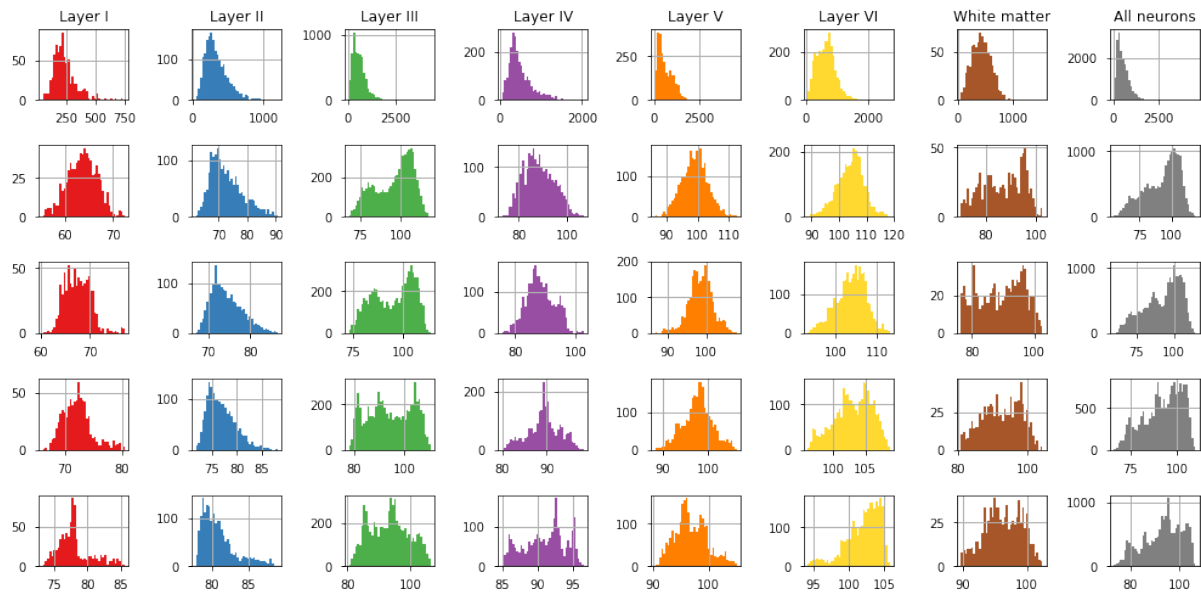 Layer I Layer II Layer III Layer IV Layer V Layer VI White matter All neurons
50 0 250 500 750
100 0 0 1000
1000 0 0 2500
200 0 0 2000
250 0 0 2500
200 0 0 2000
50 0 0 1000
2000 0 0 2500
25 0 60 70
100 0 60 70 80 90
200 0 75 100
100 0 80 100
100 0 90 100 110
200 0 90 100 110 120
50 0 80 100
1000 0 75 100
50 0 60 70
100 0 70 80
200 0 75 100
100 0 80 100
200 100 0 90 100
100 0 100 110
20 0 80 100
1000 0 75 100
50 0 70 80
100 0 75 80 85
200 0 80 100
200 0 80 90
100 0 90 100
100 0 100 105
25 0 80 90 100
500 0 75 100
50 0 75 80 85
100 0 80 85
200 0 80 100
100 0 85 90 95
100 0 90 100
100 0 95 100 105
25 0 90 100
1000 0 80 100